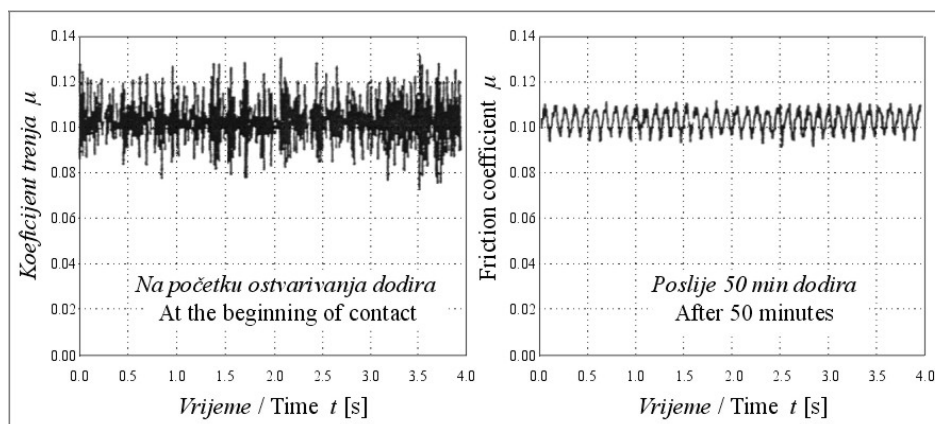 Koeficijent trenja μ
0.14
0.12
0.10
0.08
0.06
0.04
0.02
0.00
Na početku ostvarivanja dodira
At the beginning of contact
0.0 0.5 1.0 1.5 2.0 2.5 3.0 3.5 4.0
Vrijeme / Time t [s]
Friction coefficient μ
0.14
0.12
0.10
0.08
0.06
0.04
0.02
0.00
Poslije 50 min dodira
After 50 minutes
0.0 0.5 1.0 1.5 2.0 2.5 3.0 3.5 4.0
Vrijeme / Time t [s]